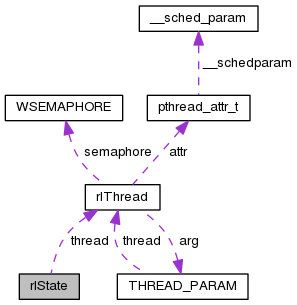 __sched_param
__schedparam
WSEMAPHORE
pthread_attr_t
semaphore
attr
rlThread
thread
thread
arg
rlState
THREAD_PARAM